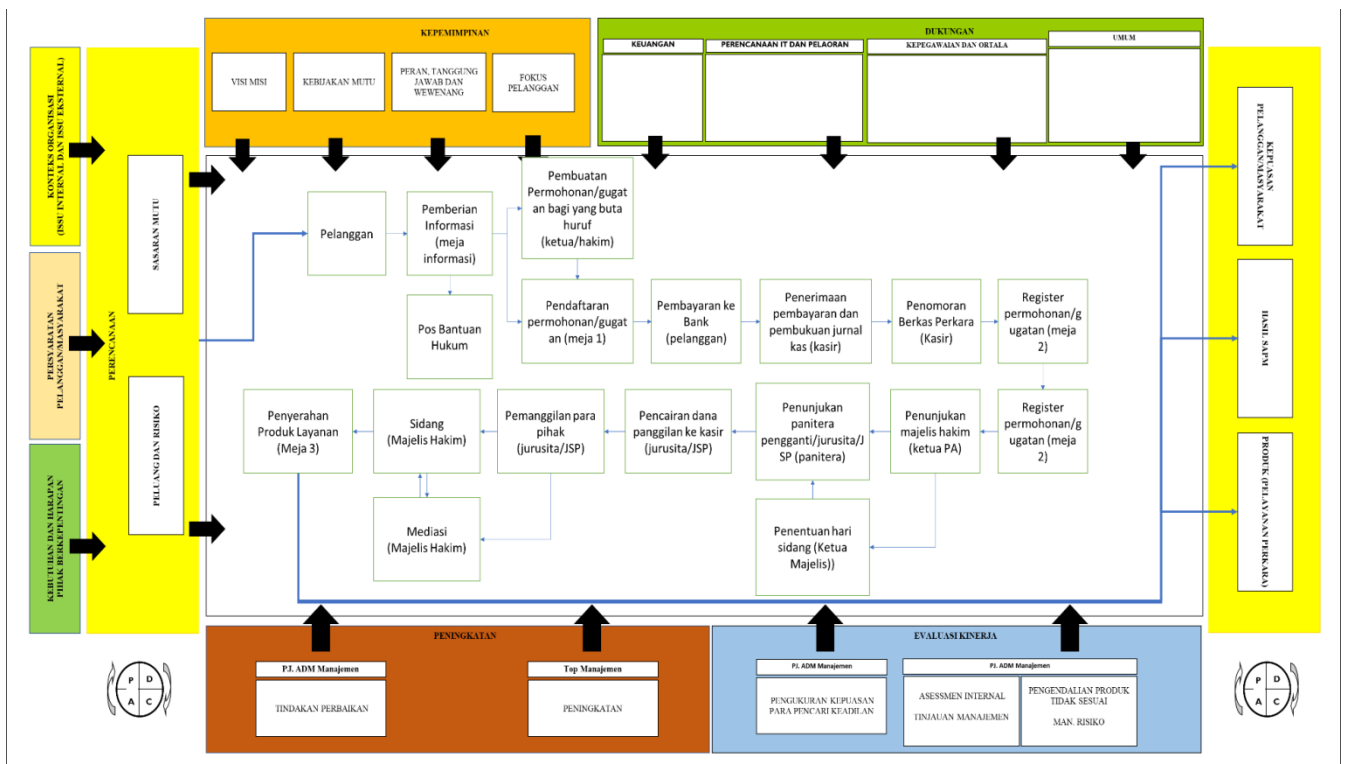 KEPEMIMPINAN
VISI MISI
KEBIJAKAN MUTU
PERAN, TANGGUNG
JAWAB DAN
WEWENANG
FOKUS
PELANGGAN
DUKUNGAN
KEUANGAN
PERENCANAAN IT DAN PELAORAN
KEPEGAWAIAN DAN ORTALA
UMUM
KONTEKS ORGANISASI
(ISSU INTERNAL DAN ISSU EKSTERNAL)
PERSYARATAN
PELANGGAN/MASYARAKAT
KEBUTUHAN DAN HARAPAN
PIHAK BERKEPENTINGAN
PERENCANAAN
SASARAN MUTU
PELUANG DAN RISIKO
Pelanggan
Pemberian
Informasi
(meja
informasi)
Pos Bantuan
Hukum
Pembuatan
Permohonan/gugat
an bagi yang buta
huruf
(ketua/hakim)
Pendaftaran
permohonan/gugat
an (meja 1)
Pembayaran ke
Bank
(pelanggan)
Penerimaan
pembayaran dan
pembukuan jurnal
kas (kasir)
Penomoran
Berkas Perkara
(Kasir)
Register
permohonan/g
ugatan (meja
2)
Register
permohonan/g
ugatan (meja
2)
Penunjukan
majelis hakim
(ketua PA)
Penentuan hari
sidang (Ketua
Majelis))
Penunjukan
panitera
pengganti/jurusita/J
SP (panitera)
Pencairan dana
panggilan ke kasir
(jurusita/JSP)
Pemanggilan para
pihak
(jurusita/JSP)
Sidang
(Majelis Hakim)
Mediasi
(Majelis Hakim)
Penyerahan
Produk Layanan
(Meja 3)
KEPUASAN
PELANGGAN/MASYARAKAT
HASIL SAPM
PRODUK (PELAYANAN PERKARA)
PENINGKATAN
PJ. ADM Manajemen
TINDAKAN PERBAIKAN
Top Manajemen
PENINGKATAN
EVALUASI KINERJA
PJ. ADM Manajemen
PENGUKURAN KEPUASAN
PARA PENCARI KEADILAN
PJ. ADM Manajemen
ASESSMEN INTERNAL
TINJAUAN MANAJEMEN
PENGENDALIAN PRODUK
TIDAK SESUAI
MAN. RISIKO
P D
A C
P D
A C